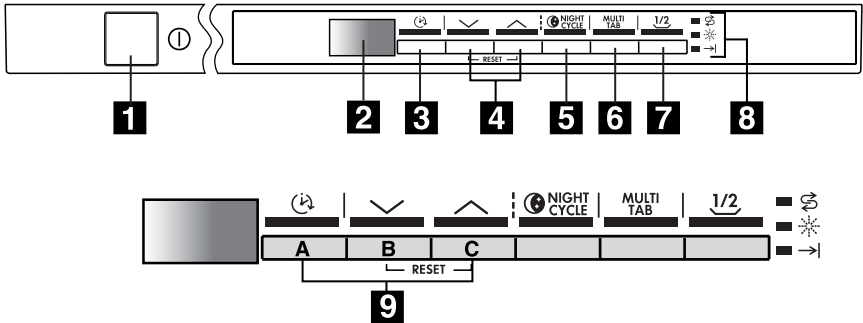 NIGHT CYCLE MULTI TAB 1/2
RESET
1 2 3 4 5 6 7 8
NIGHT CYCLE MULTI TAB 1/2
A B C
RESET
9